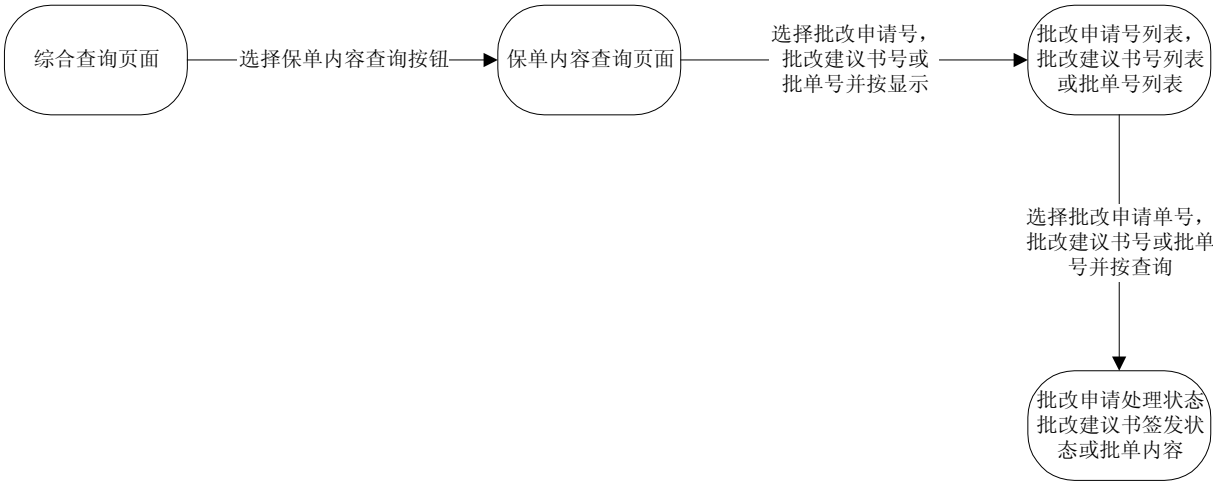 综合查询页面
选择保单内容查询按钮
保单内容查询页面
选择批改申请号，
批改建议书号或
批单号并按显示
批改申请号列表，
批改建议书号列表
或批单号列表
选择批改申请单号，
批改建议书号或批单
号并按查询
批改申请处理状态
批改建议书签发状
态或批单内容